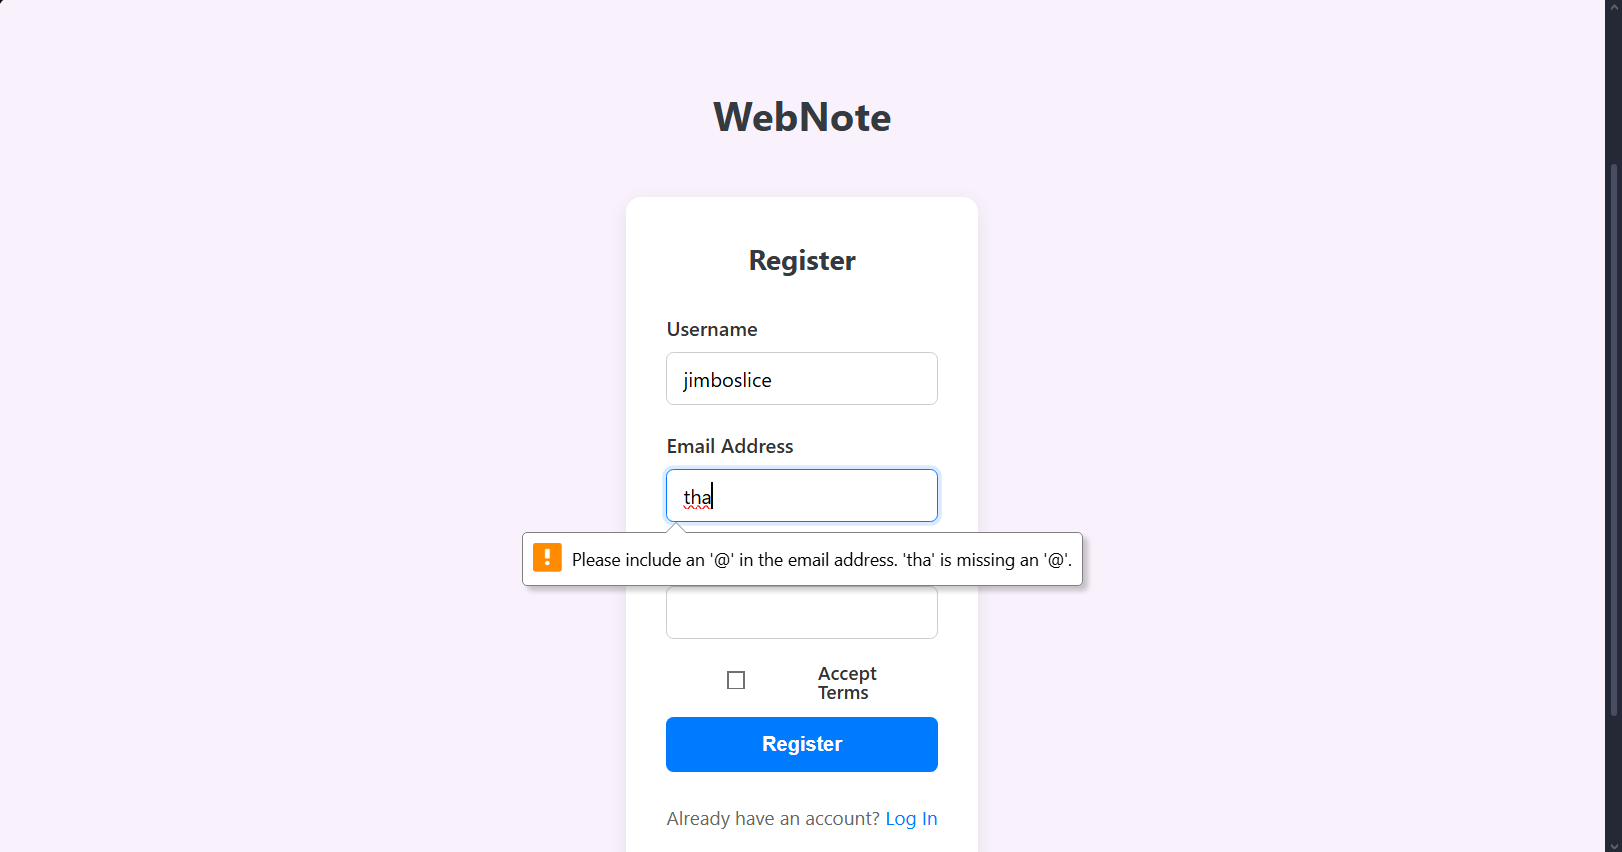 WebNote
Register
Username
jimboslice
Email Address
tha
Please include an '@' in the email address. 'tha' is missing an '@'.
Accept
Terms
Register
Already have an account? Log In